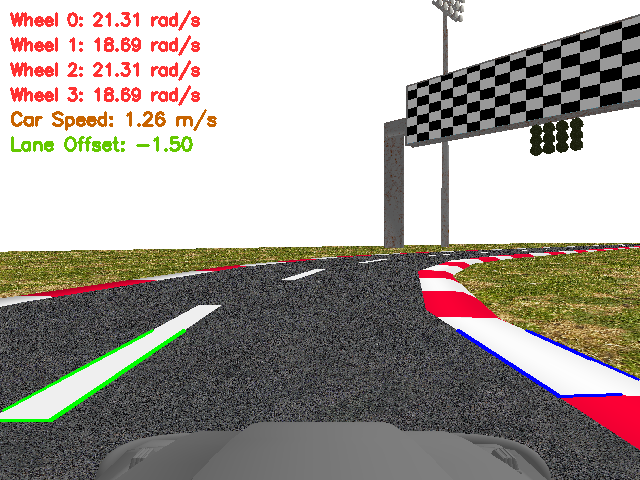 Wheel 0: 21.31 rad/s
Wheel 1: 18.69 rad/s
Wheel 2: 21.31 rad/s
Wheel 3: 18.69 rad/s
Car Speed: 1.26 m/s
Lane Offset: -1.50